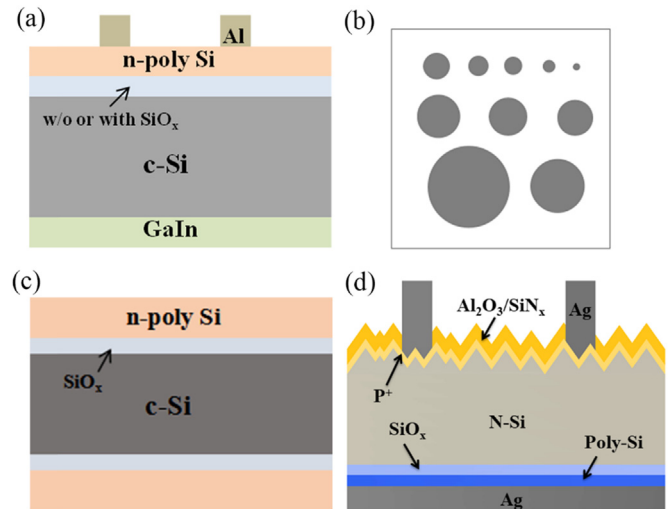 (a)
Al
n-poly Si
w/o or with SiOₓ
c-Si
GaIn
(b)
(c)
n-poly Si
SiOₓ
c-Si
(d)
Al₂O₃/SiNₓ
Ag
P⁺
N-Si
SiOₓ
Poly-Si
Ag